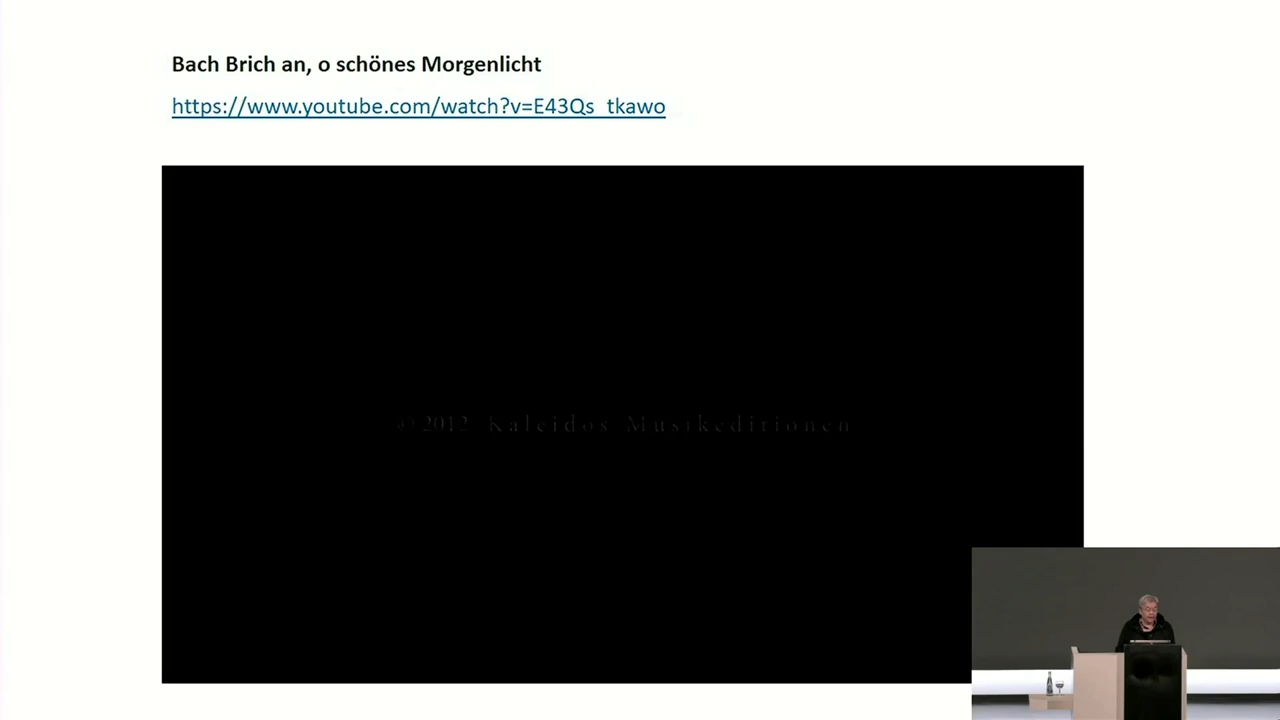 Bach Brich an, o schönes Morgenlicht
https://www.youtube.com/watch?v=E43Qs_tkawo
© 2012 Kaleidos Musikeditionen